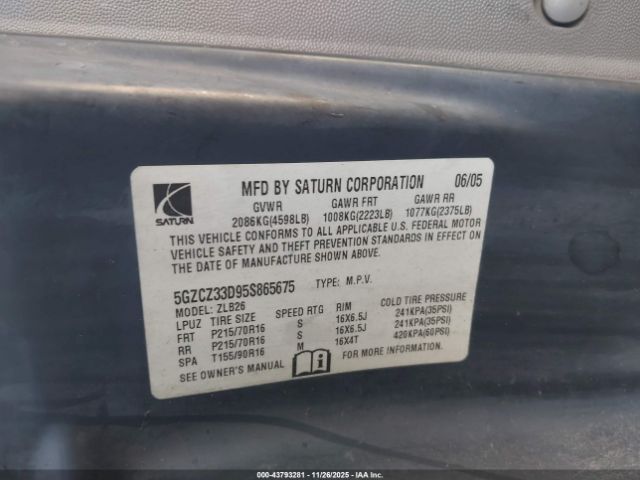 MFD BY SATURN CORPORATION 06/05
SATURN
GVWR GAWR FRT GAWR RR
2086KG(4598LB) 1008KG(2223LB) 1077KG(2375LB)
THIS VEHICLE CONFORMS TO ALL APPLICABLE U.S. FEDERAL MOTOR
VEHICLE SAFETY AND THEFT PREVENTION STANDARDS IN EFFECT ON
THE DATE OF MANUFACTURE SHOWN ABOVE.
5GZCZ33D95S865675 TYPE: M.P.V.
MODEL: ZLB26
LPUZ TIRE SIZE SPEED RTG RIM COLD TIRE PRESSURE
FRT P215/70R16 S 16X6.5J 241KPA(35PSI)
RR P215/70R16 S 16X6.5J 241KPA(35PSI)
SPA T155/90R16 M 16X4T 420KPA(60PSI)
SEE OWNER'S MANUAL FOR MORE INFORMATION.
000-43793281 - 11/26/2025 - IAAI.COM